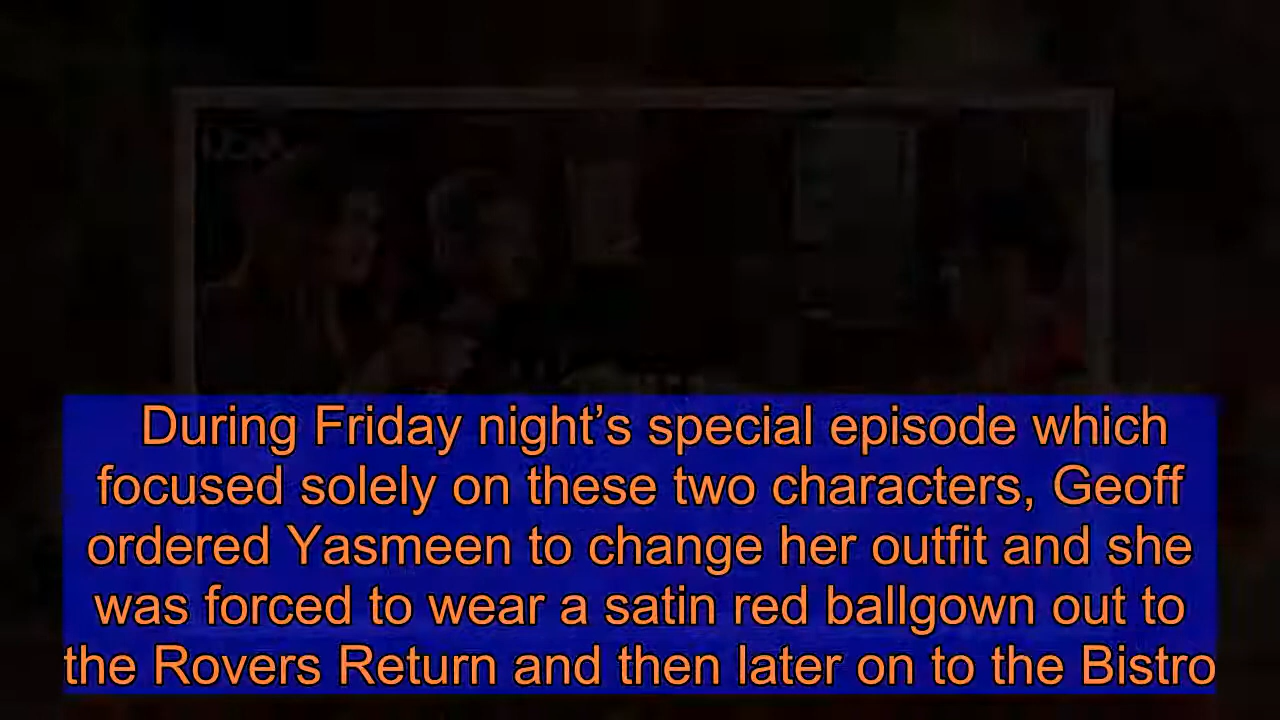 During Friday night’s special episode which
focused solely on these two characters, Geoff
ordered Yasmeen to change her outfit and she
was forced to wear a satin red ballgown out to
the Rovers Return and then later on to the Bistro